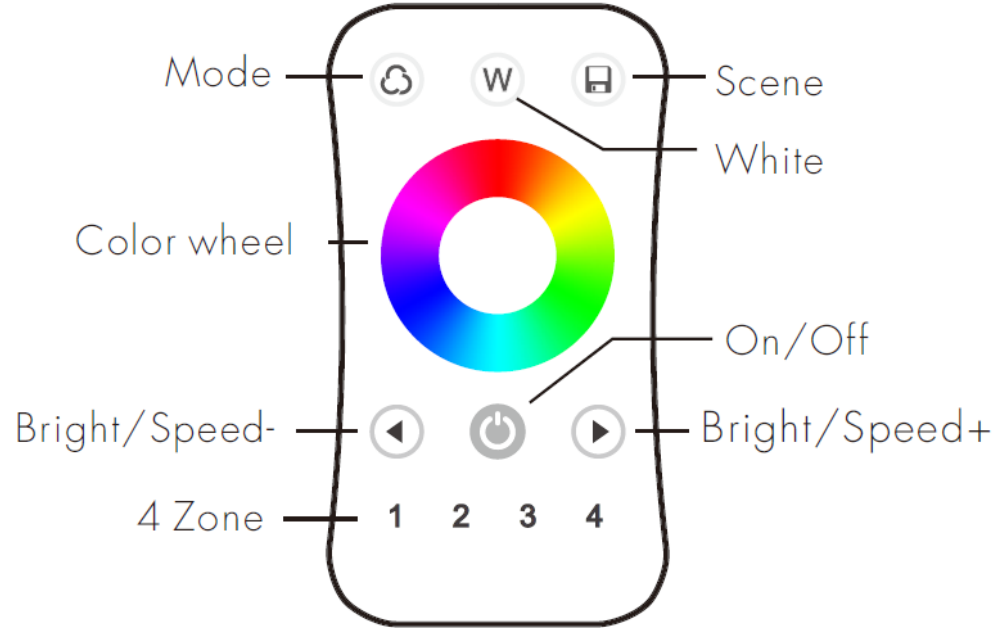 Mode
W
Scene
White
Color wheel
On/Off
Bright/Speed-
Bright/Speed+
4 Zone
1 2 3 4